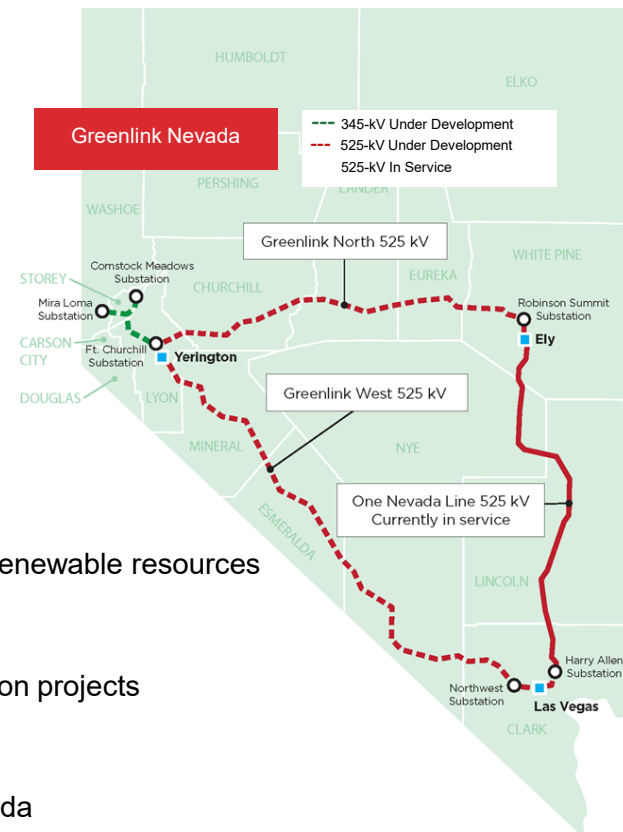 HUMBOLDT
ELKO
Greenlink Nevada
345-kV Under Development
525-kV Under Development
525-kV In Service
PERSHING
LANDER
WASHOE
Greenlink North 525 kV
WHITE PINE
Comstock Meadows
Substation
EUREKA
STOREY
CHURCHILL
Mira Loma
Substation
Robinson Summit
Substation
CARSON
CITY
Ft. Churchill
Substation
Yerington
Ely
DOUGLAS
LYON
Greenlink West 525 kV
MINERAL
NYE
One Nevada Line 525 kV
Currently in service
ESMERALDA
enewable resources
LINCOLN
on projects
Harry Allen
Substation
Northwest
Substation
Las Vegas
CLARK
da